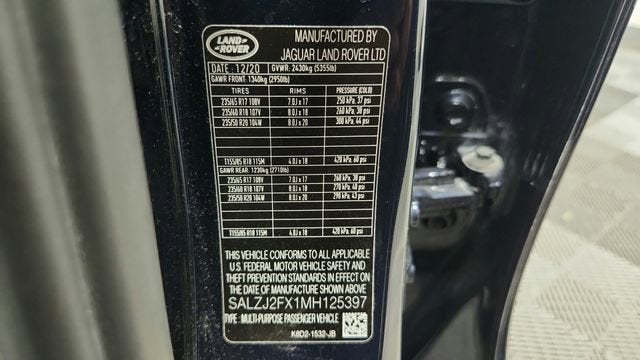 LAND
ROVER
MANUFACTURED BY
JAGUAR LAND ROVER LTD
DATE : 12/20 GVWR: 2430kg (5355lb)
GAWR FRONT: 1340kg (2950lb)
TIRES RIMS PRESSURE (COLD)
235/65 R17 108V 7.0J x 17 250 kPa, 37 psi
235/60 R18 107V 8.0J x 18 260 kPa, 38 psi
235/50 R20 104W 8.0J x 20 300 kPa, 44 psi
T155/85 R18 115M 4.0J x 18 420 kPa, 60 psi
GAWR REAR: 1230kg (2710lb)
235/65 R17 108V 7.0J x 17 260 kPa, 38 psi
235/60 R18 107V 8.0J x 18 270 kPa, 40 psi
235/50 R20 104W 8.0J x 20 290 kPa, 43 psi
T155/85 R18 115M 4.0J x 18 420 kPa, 60 psi
THIS VEHICLE CONFORMS TO ALL APPLICABLE
U.S. FEDERAL MOTOR VEHICLE SAFETY AND
THEFT PREVENTION STANDARDS IN EFFECT ON
THE DATE OF MANUFACTURE SHOWN ABOVE
SALZJ2FX1MH125397
TYPE : MULTI-PURPOSE PASSENGER VEHICLE
K8D2-1532-JB